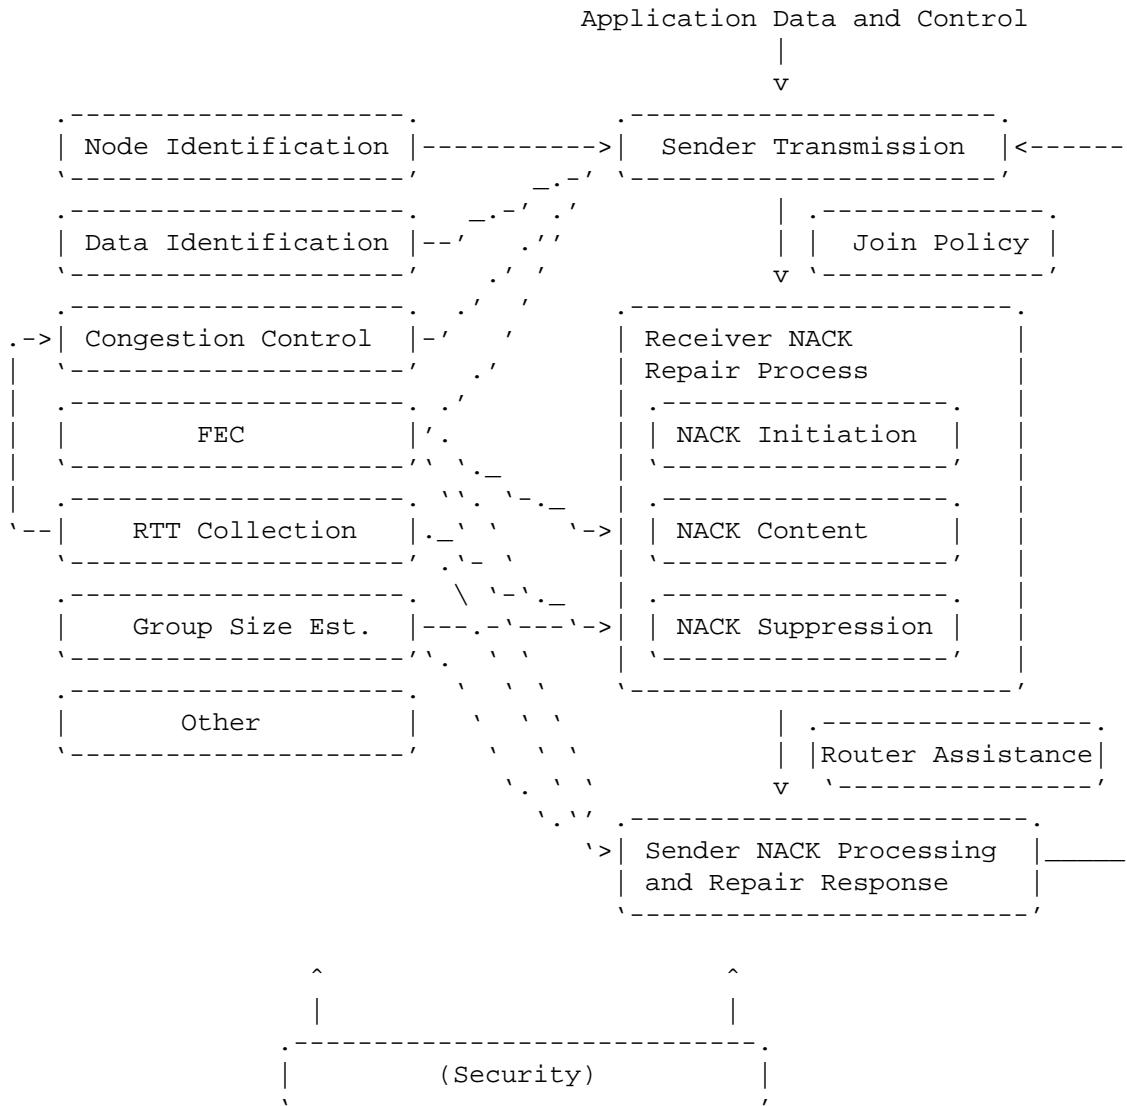 Application Data and Control
Node Identification
Sender Transmission
Data Identification
Join Policy
Congestion Control
Receiver NACK
Repair Process
FEC
NACK Initiation
RTT Collection
NACK Content
Group Size Est.
NACK Suppression
Other
Router Assistance
Sender NACK Processing
and Repair Response
(Security)